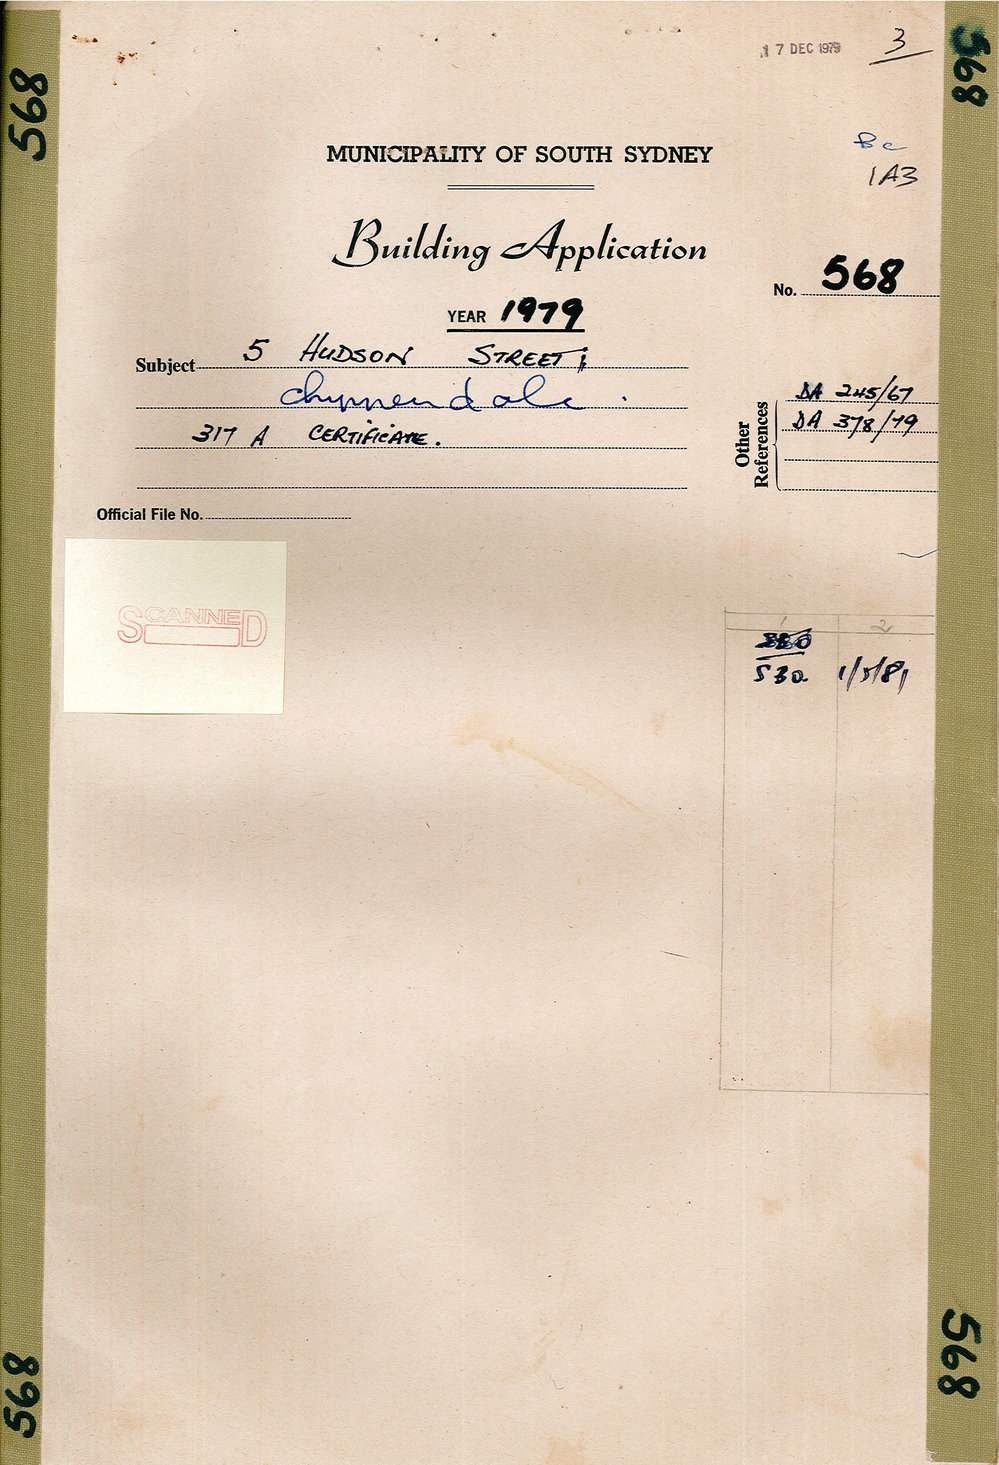 568
568
17 DEC 1979
3
MUNICIPALITY OF SOUTH SYDNEY
Bc
1A3
Building Application
No. 568
YEAR 1979
Subject 5 HUDSON STREET;
Chippendale.
317 A CERTIFICATE.
Other References
DA 245/67
DA 378/79
Official File No.
SCANNED
1 2
530. 1/5/81
568
568